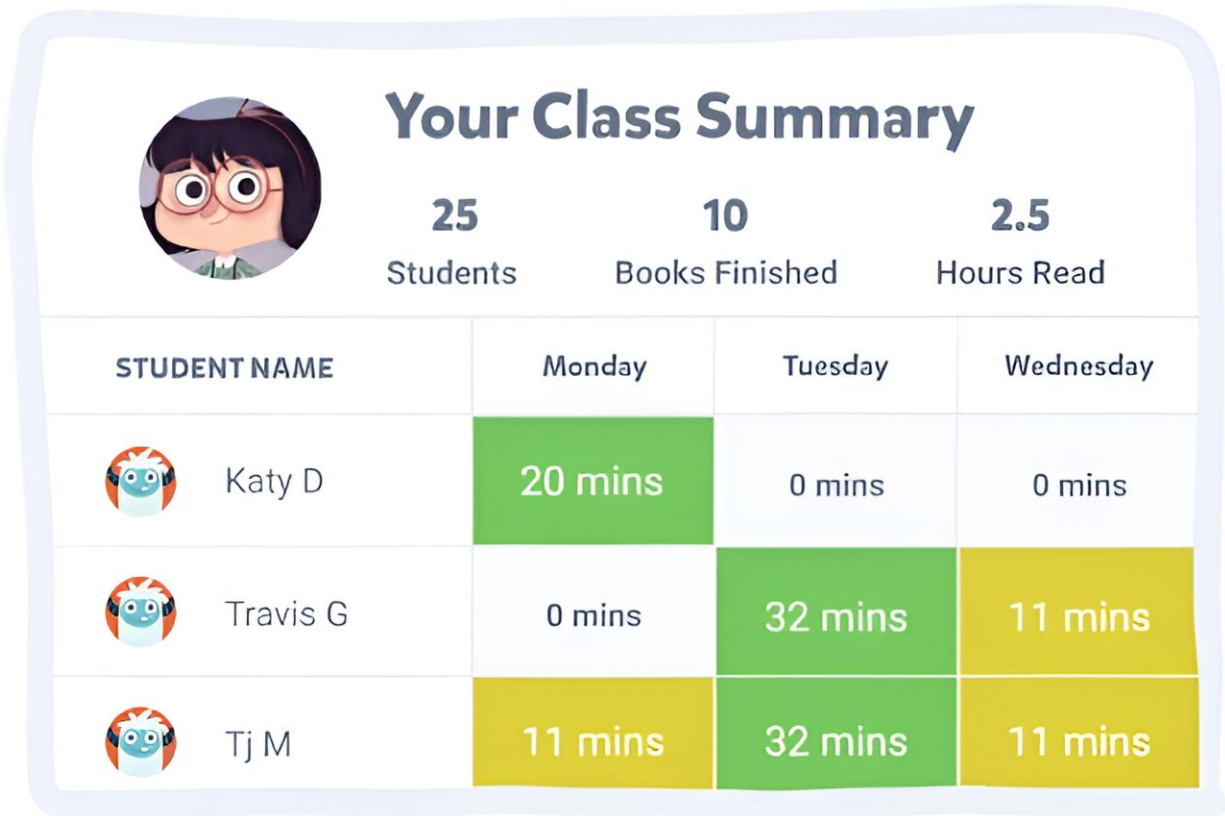 Your Class Summary
25 10 2.5
Students Books Finished Hours Read
STUDENT NAME Monday Tuesday Wednesday
Katy D 20 mins 0 mins 0 mins
Travis G 0 mins 32 mins 11 mins
Tj M 11 mins 32 mins 11 mins